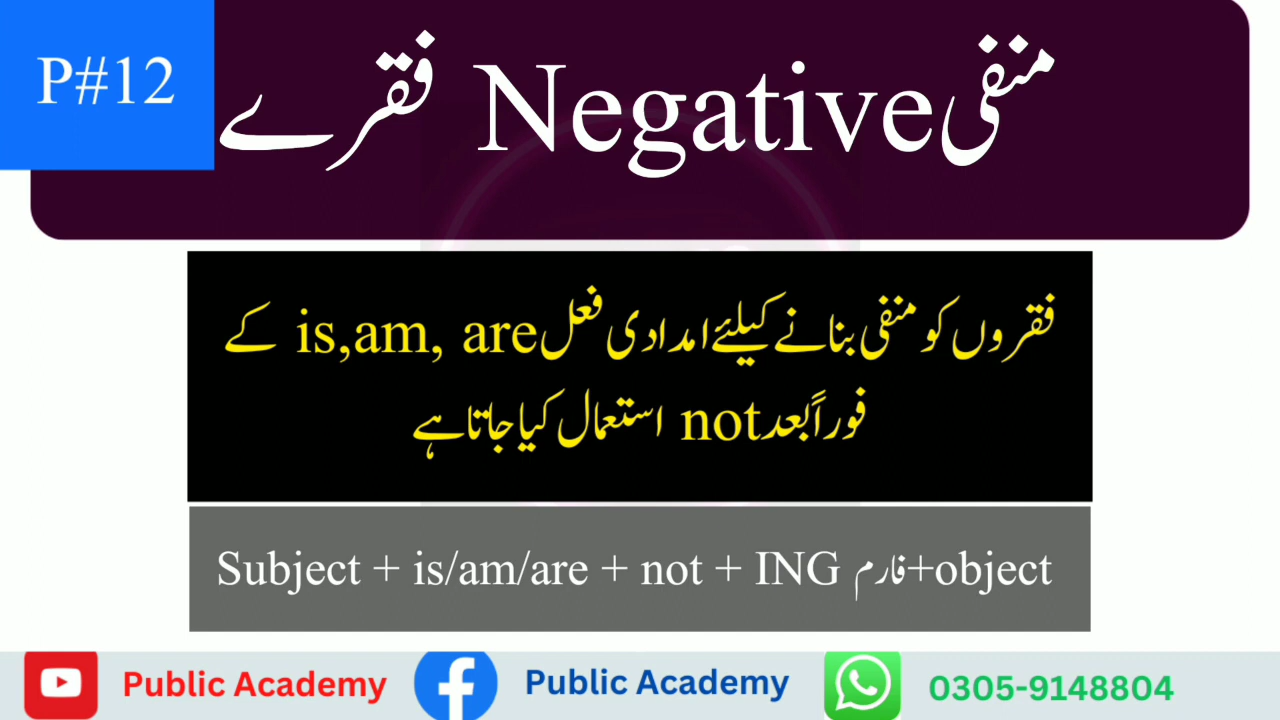 P#12
منفی Negative فقرے
فقروں کو منفی بنانے کیلئے امدادی فعل is,am, are کے
فوراً بعد not استعمال کیا جاتا ہے
Subject + is/am/are + not + ING فارم +object
Public Academy
Public Academy
0305-9148804